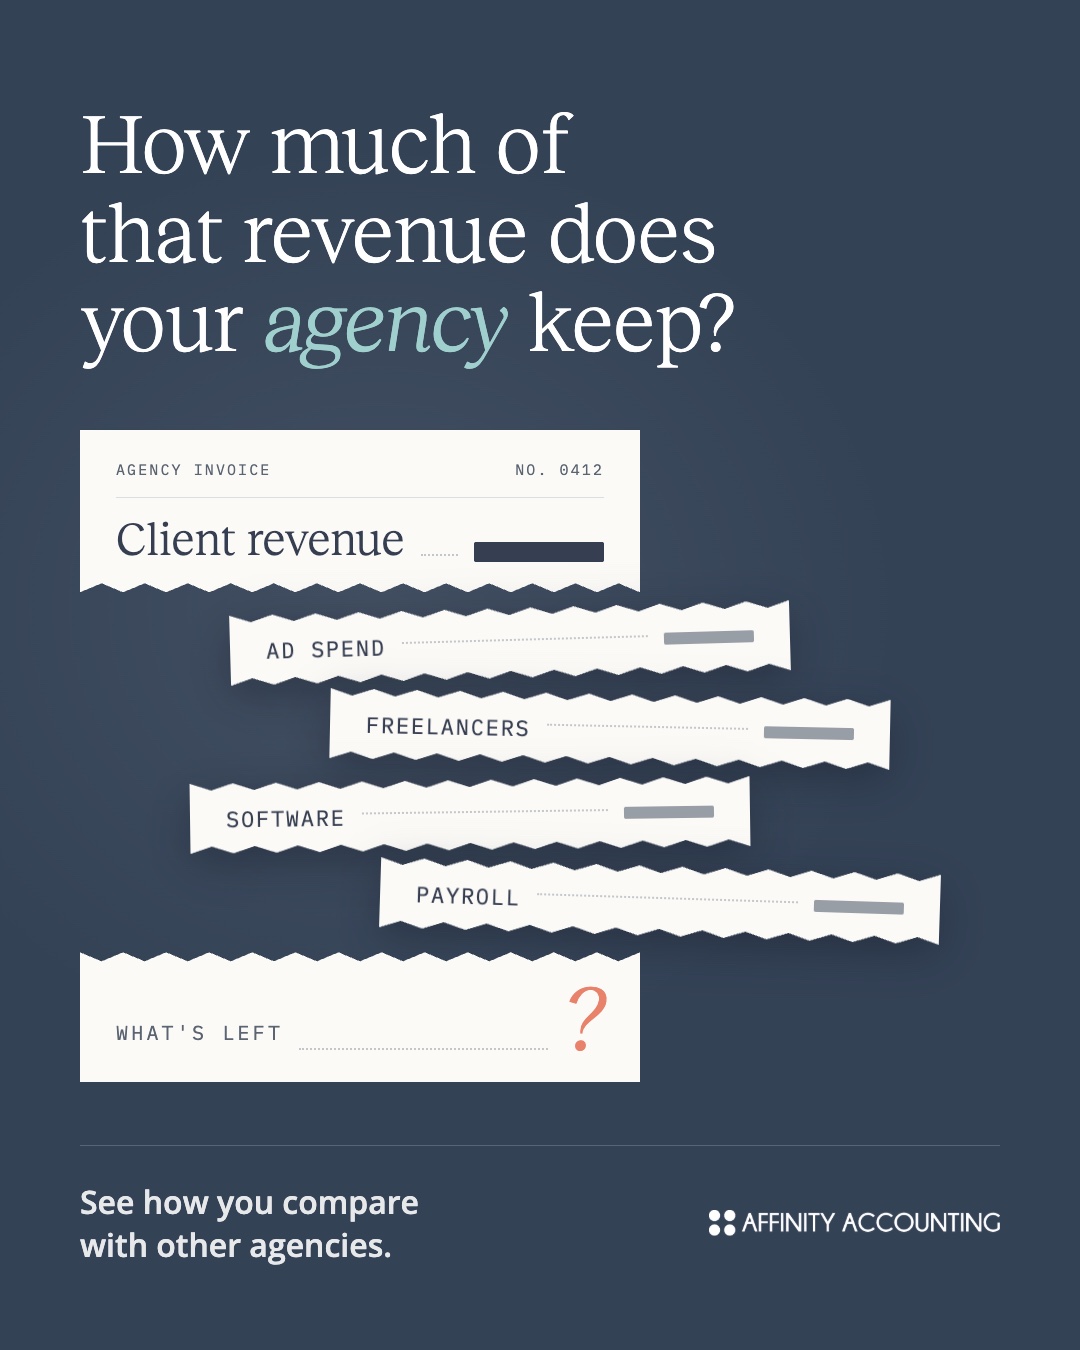 How much of
that revenue does
your agency keep?
AGENCY INVOICE NO. 0412
Client revenue
AD SPEND
FREELANCERS
SOFTWARE
PAYROLL
WHAT'S LEFT ?
See how you compare
with other agencies.
AFFINITY ACCOUNTING